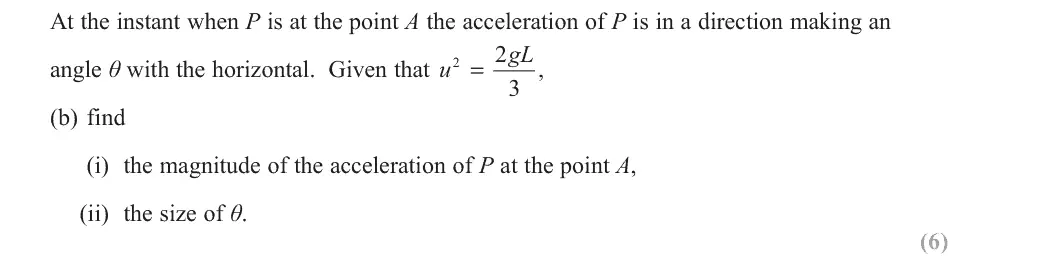 At the instant when P is at the point A the acceleration of P is in a direction making an
angle θ with the horizontal. Given that u² = 2gL/3,
(b) find
(i) the magnitude of the acceleration of P at the point A,
(ii) the size of θ.
(6)